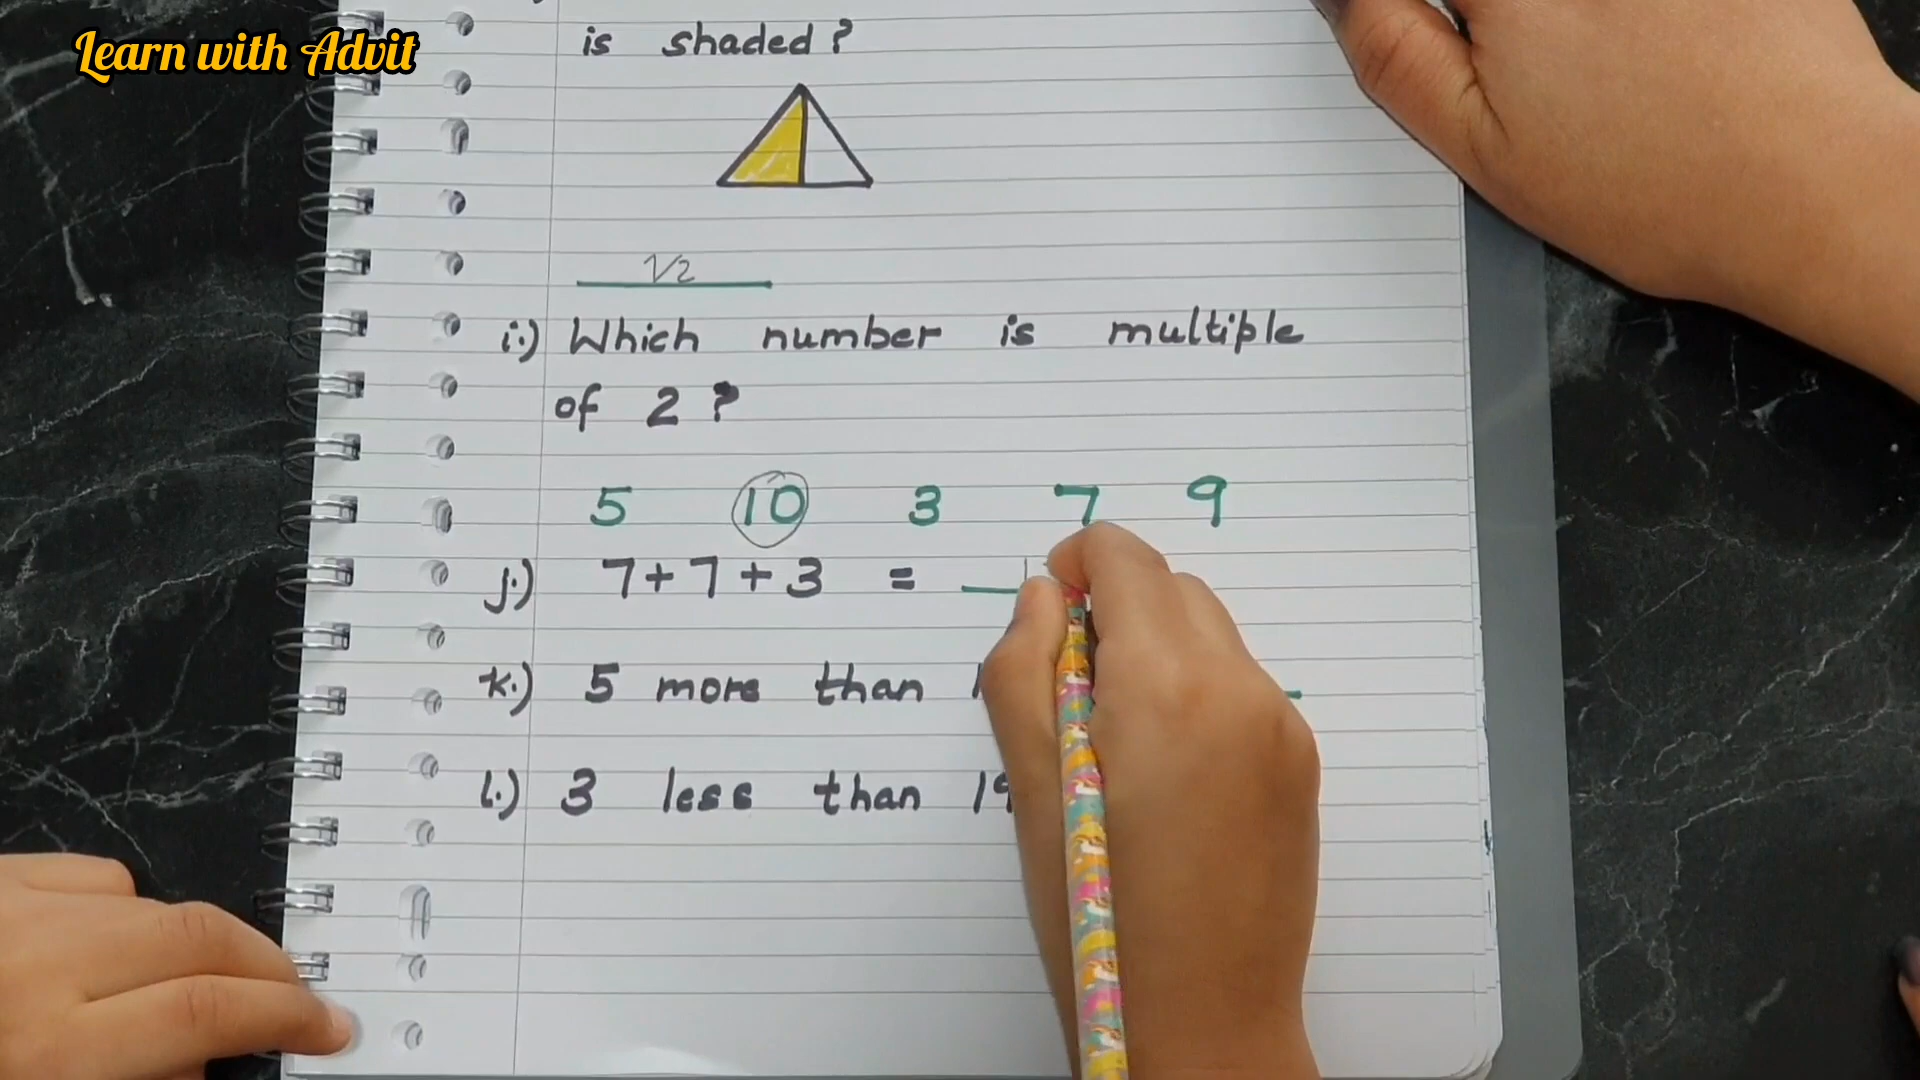 Learn with Advit
is shaded?
1/2
i.) Which number is multiple
of 2 ?
5 10 3 7 9
j.) 7+7+3 =
k.) 5 more than
l.) 3 less than 19